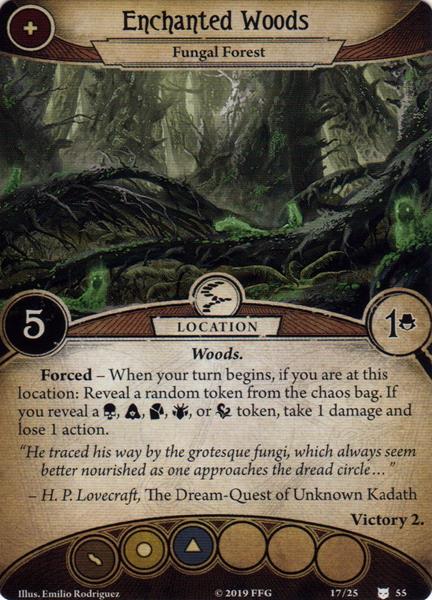 Enchanted Woods
Fungal Forest
5
1
LOCATION
Woods.
Forced – When your turn begins, if you are at this
location: Reveal a random token from the chaos bag. If
you reveal a , , , , or token, take 1 damage and
lose 1 action.
“He traced his way by the grotesque fungi, which always seem
better nourished as one approaches the dread circle…”
– H. P. Lovecraft, The Dream-Quest of Unknown Kadath
Victory 2.
Illus. Emilio Rodriguez © 2019 FFG 17/25 55